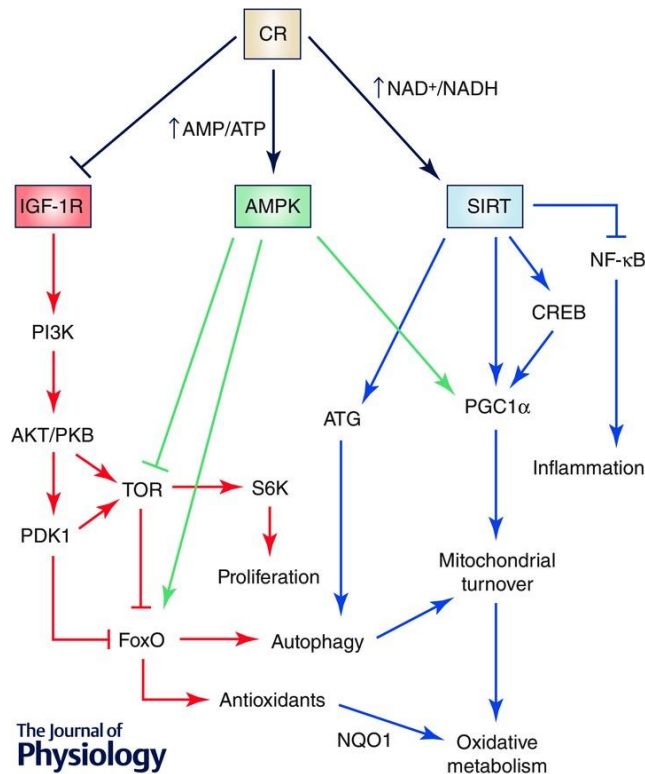 CR
↑NAD⁺/NADH
↑AMP/ATP
IGF-1R
AMPK
SIRT
NF-κB
CREB
PI3K
ATG
PGC1α
AKT/PKB
Inflammation
TOR
S6K
PDK1
Mitochondrial
turnover
Proliferation
FoxO
Autophagy
Antioxidants
The Journal of
Physiology
NQO1
Oxidative
metabolism